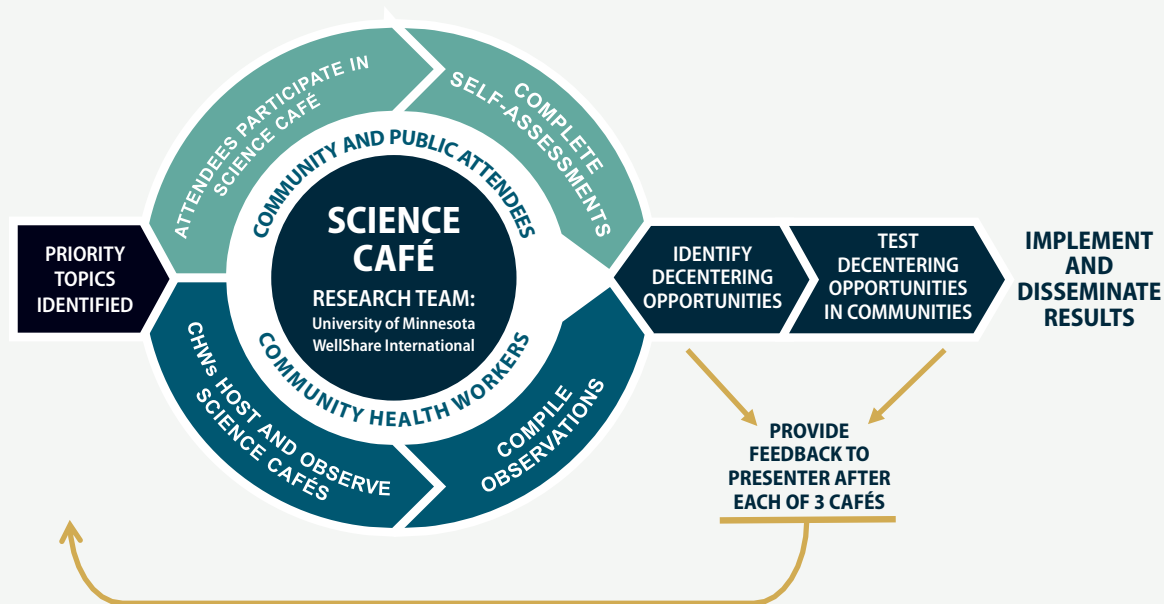 PRIORITY
TOPICS
IDENTIFIED
ATTENDEES PARTICIPATE IN
SCIENCE CAFÉ
COMPLETE
SELF-ASSESSMENTS
COMMUNITY AND PUBLIC ATTENDEES
SCIENCE
CAFÉ
RESEARCH TEAM:
University of Minnesota
WellShare International
COMMUNITY HEALTH WORKERS
CHWs HOST AND OBSERVE
SCIENCE CAFÉS
COMPILE
OBSERVATIONS
IDENTIFY
DECENTERING
OPPORTUNITIES
TEST
DECENTERING
OPPORTUNITIES
IN COMMUNITIES
IMPLEMENT
AND
DISSEMINATE
RESULTS
PROVIDE
FEEDBACK TO
PRESENTER AFTER
EACH OF 3 CAFÉS